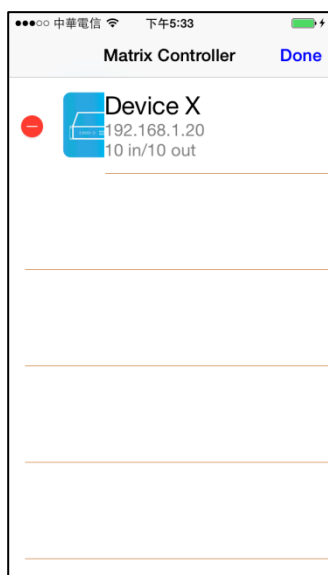 中華電信 下午5:33
Matrix Controller Done
Device X
192.168.1.20
10 in/10 out